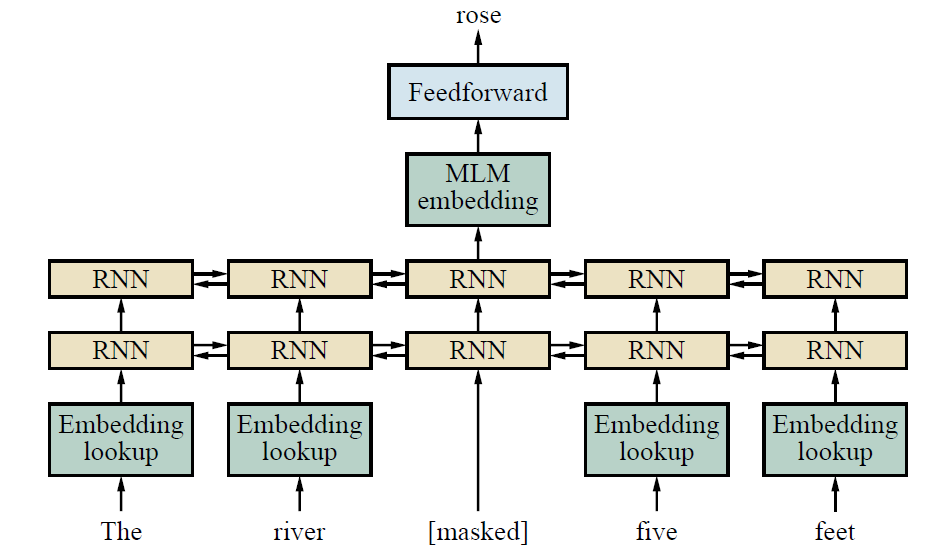 rose
Feedforward
MLM
embedding
RNN RNN RNN RNN RNN
RNN RNN RNN RNN RNN
Embedding Embedding Embedding Embedding
lookup lookup lookup lookup
The river [masked] five feet